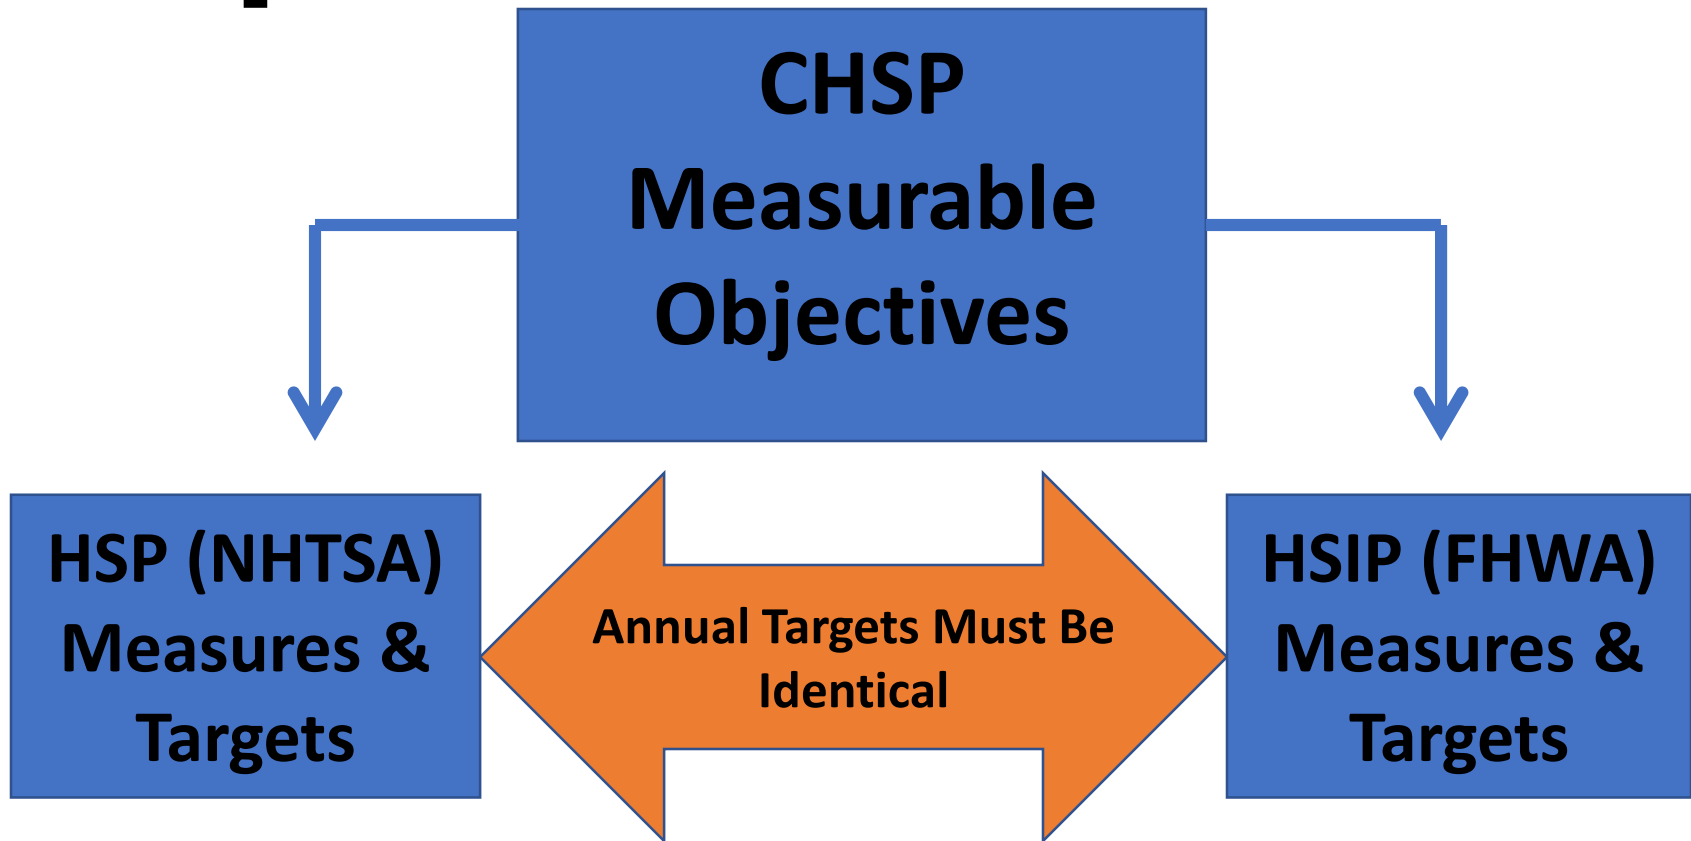 CHSP
Measurable
Objectives
HSP (NHTSA)
Measures &
Targets
Annual Targets Must Be
Identical
HSIP (FHWA)
Measures &
Targets